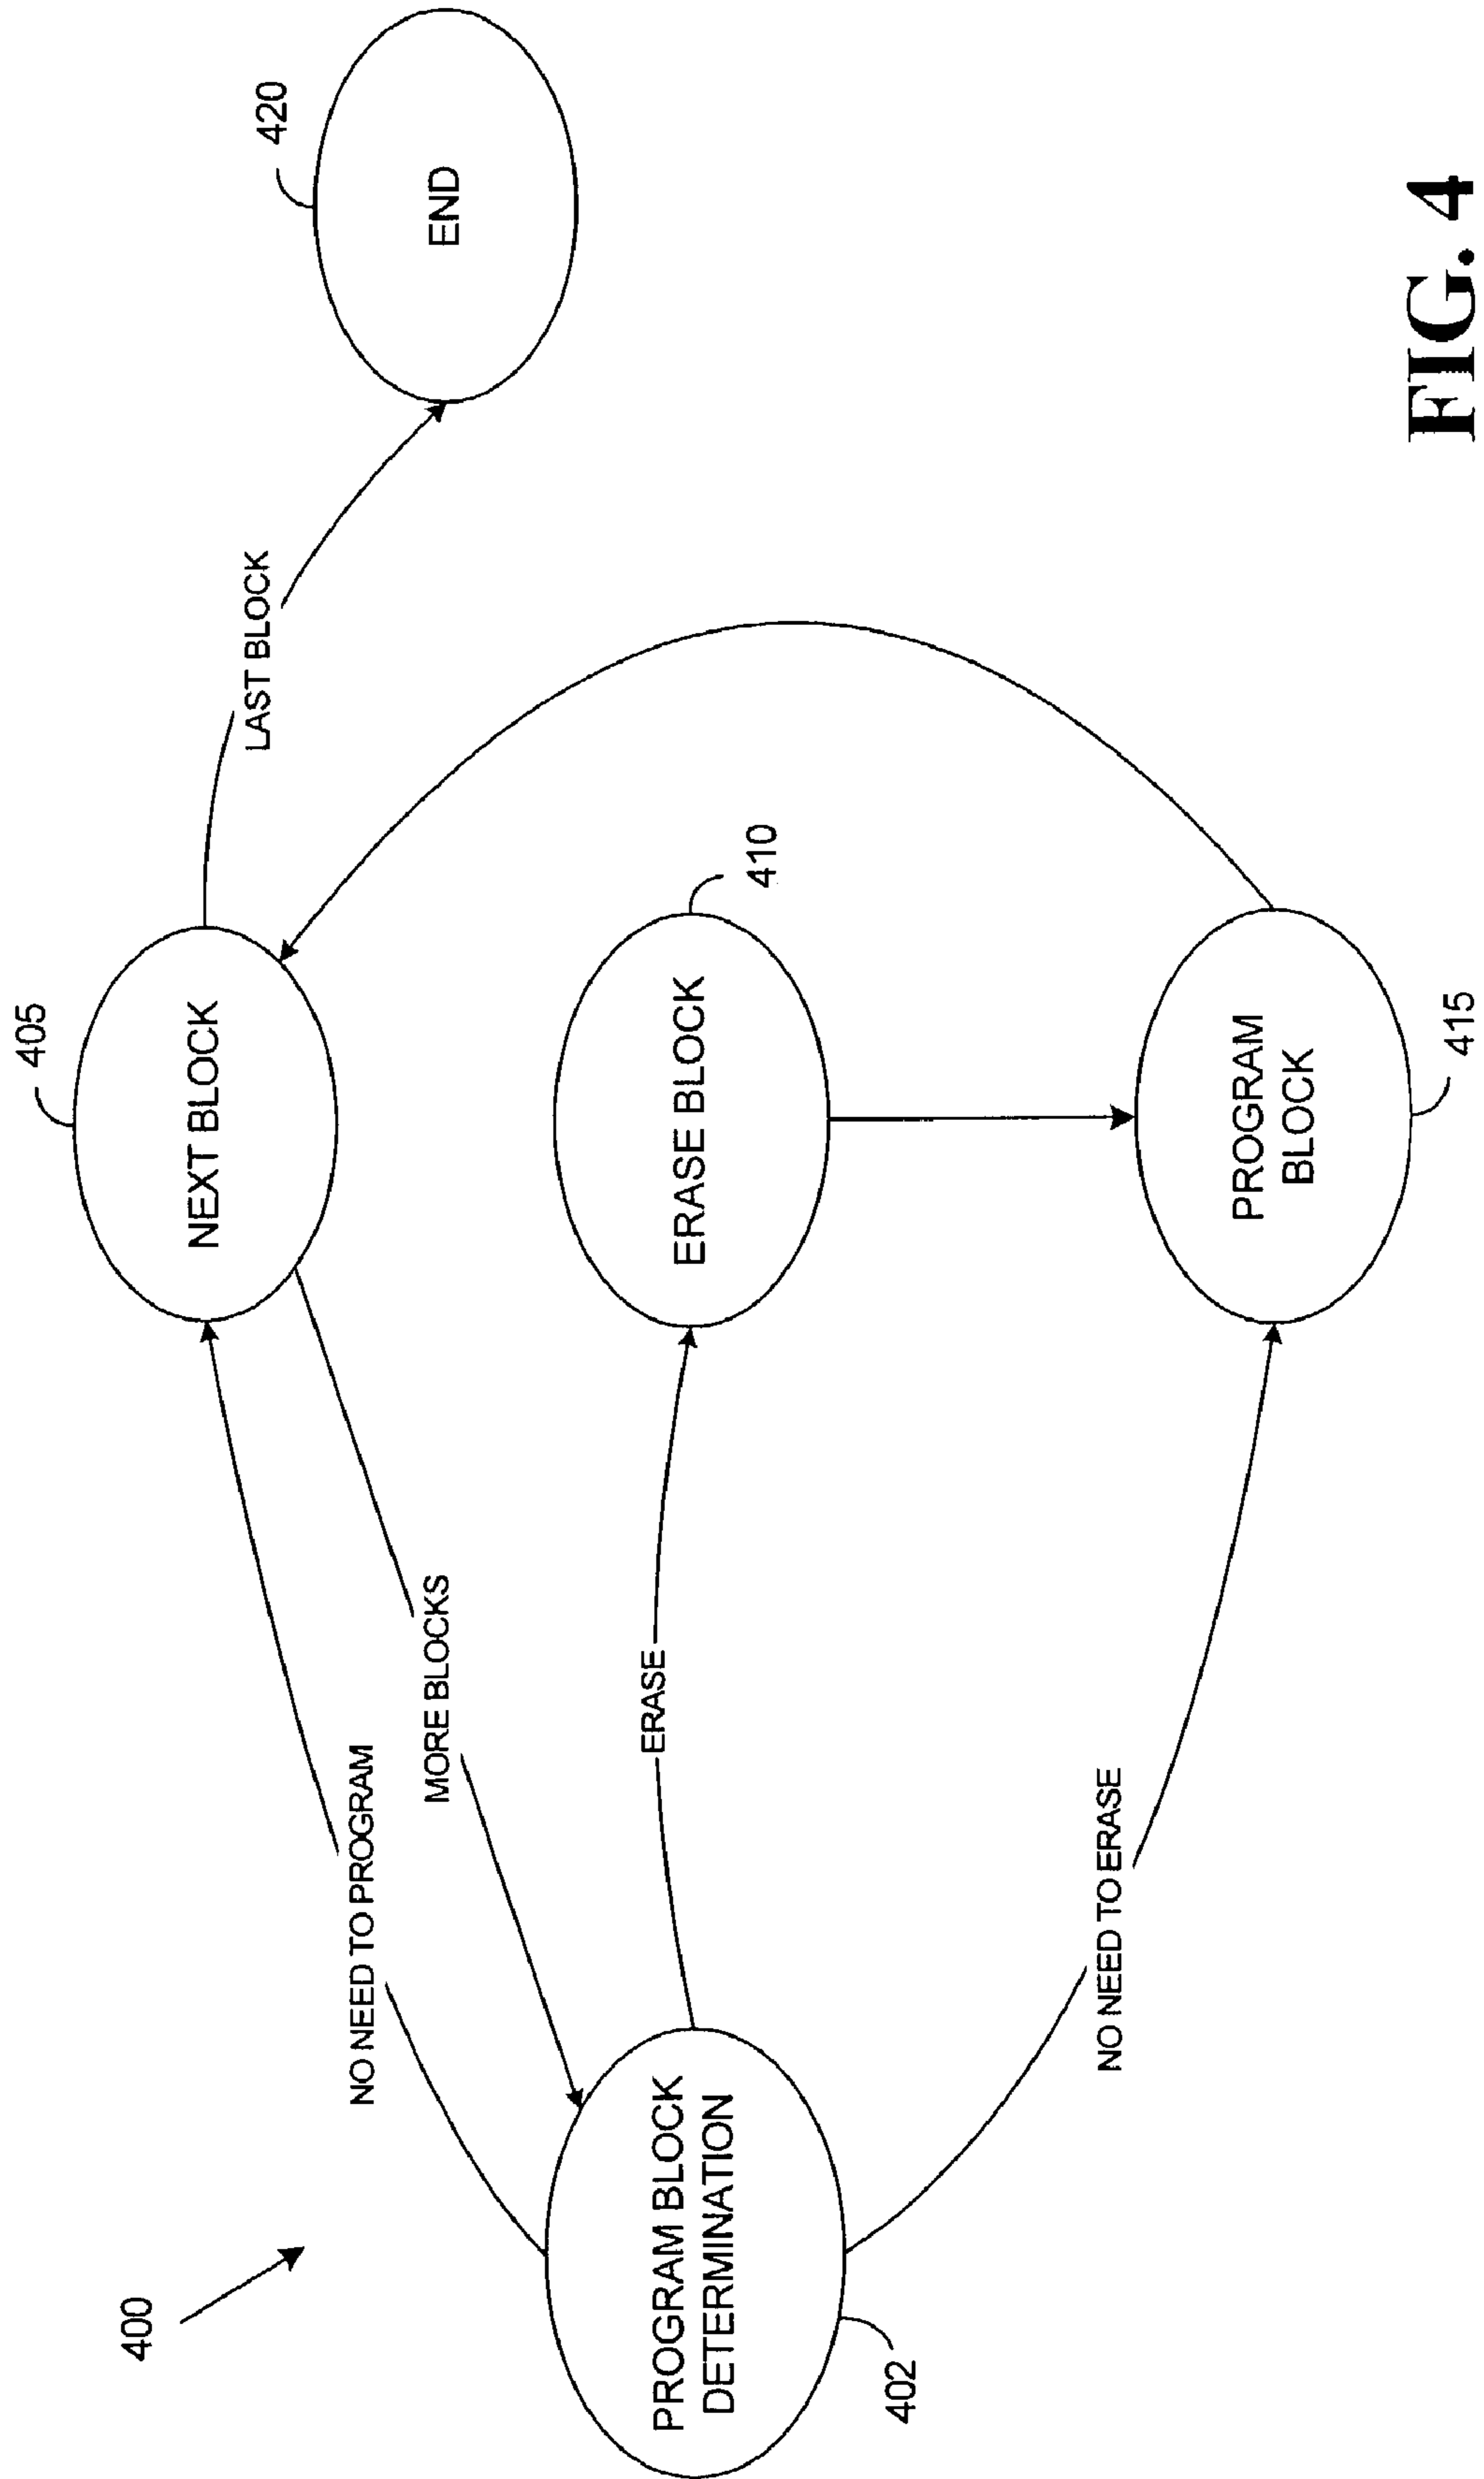 400
PROGRAM BLOCK
DETERMINATION
402
NO NEED TO PROGRAM
MORE BLOCKS
ERASE
NO NEED TO ERASE
NEXT BLOCK
405
ERASE BLOCK
410
PROGRAM
BLOCK
415
LAST BLOCK
END
420
FIG. 4